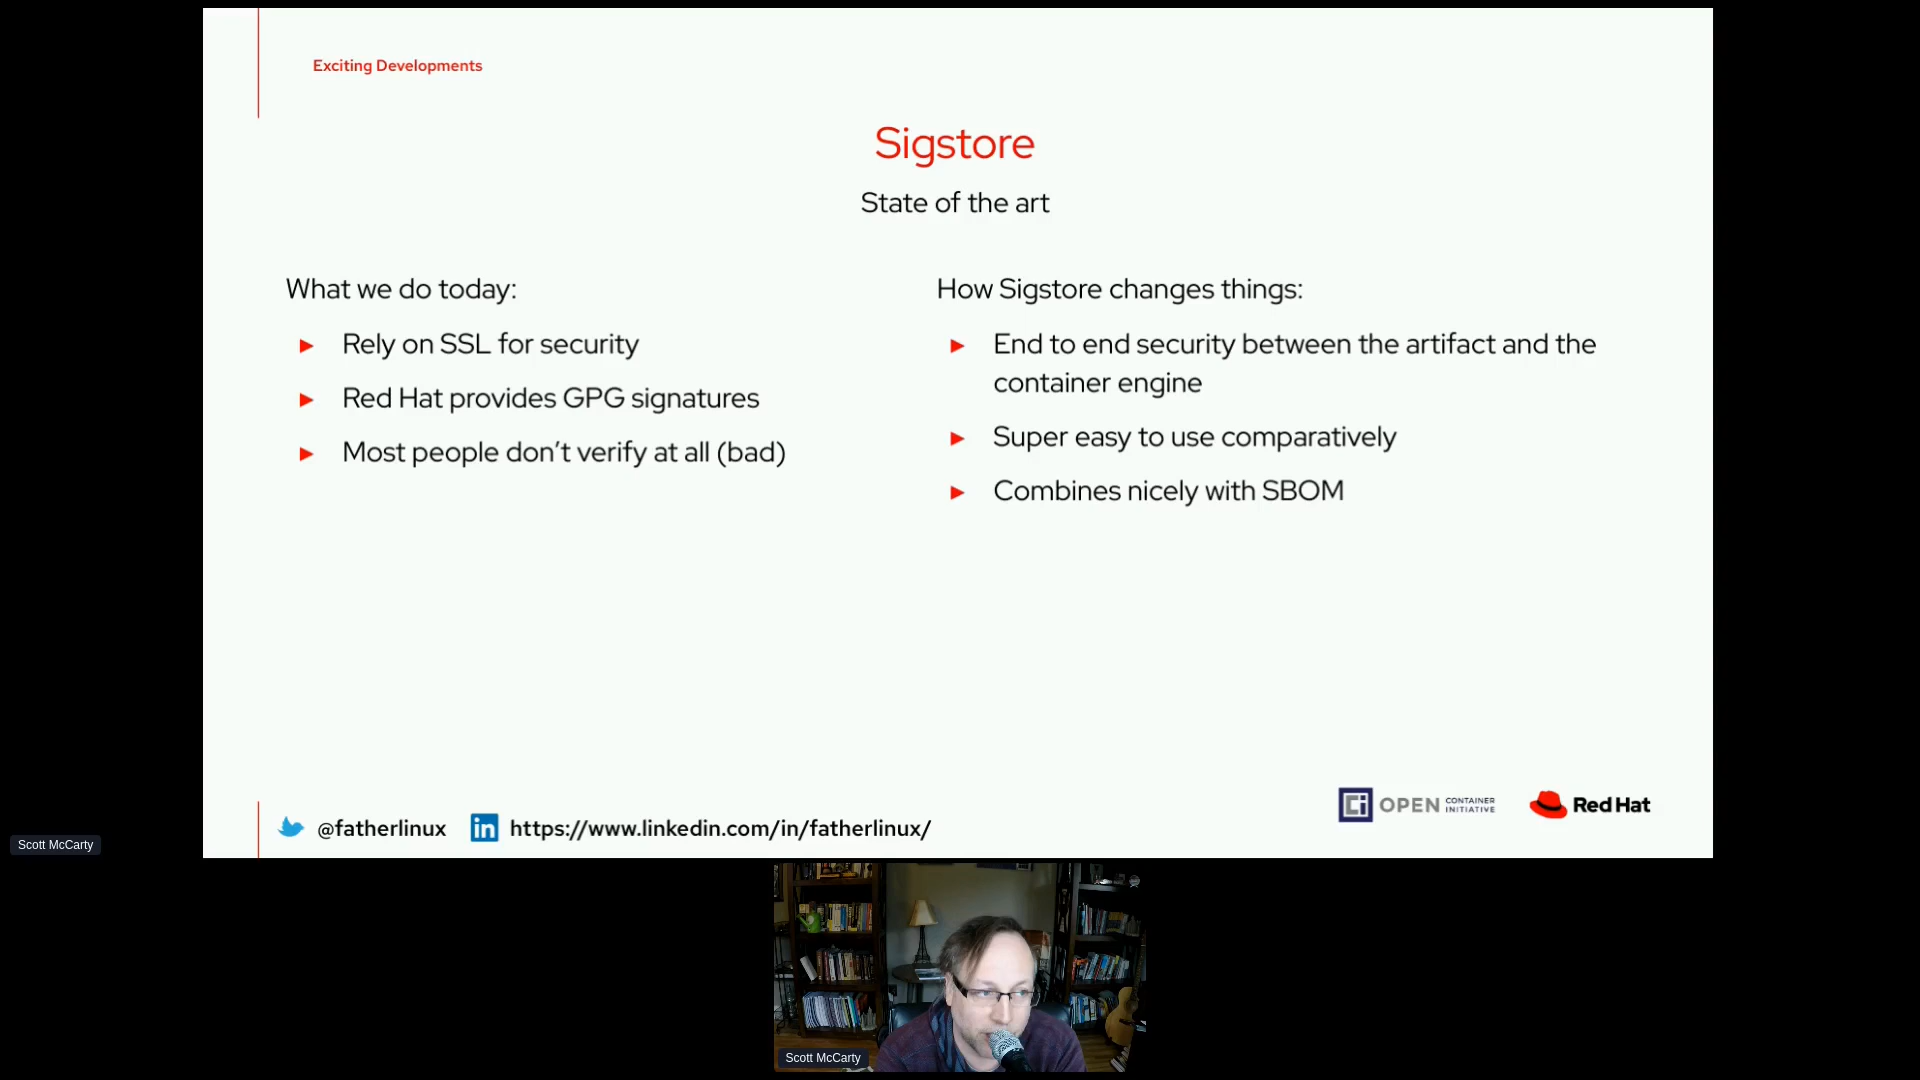 Exciting Developments
Sigstore
State of the art
What we do today:
► Rely on SSL for security
► Red Hat provides GPG signatures
► Most people don’t verify at all (bad)
How Sigstore changes things:
► End to end security between the artifact and the
container engine
► Super easy to use comparatively
► Combines nicely with SBOM
@fatherlinux
in https://www.linkedin.com/in/fatherlinux/
OPEN CONTAINER INITIATIVE
Red Hat
Scott McCarty
Scott McCarty